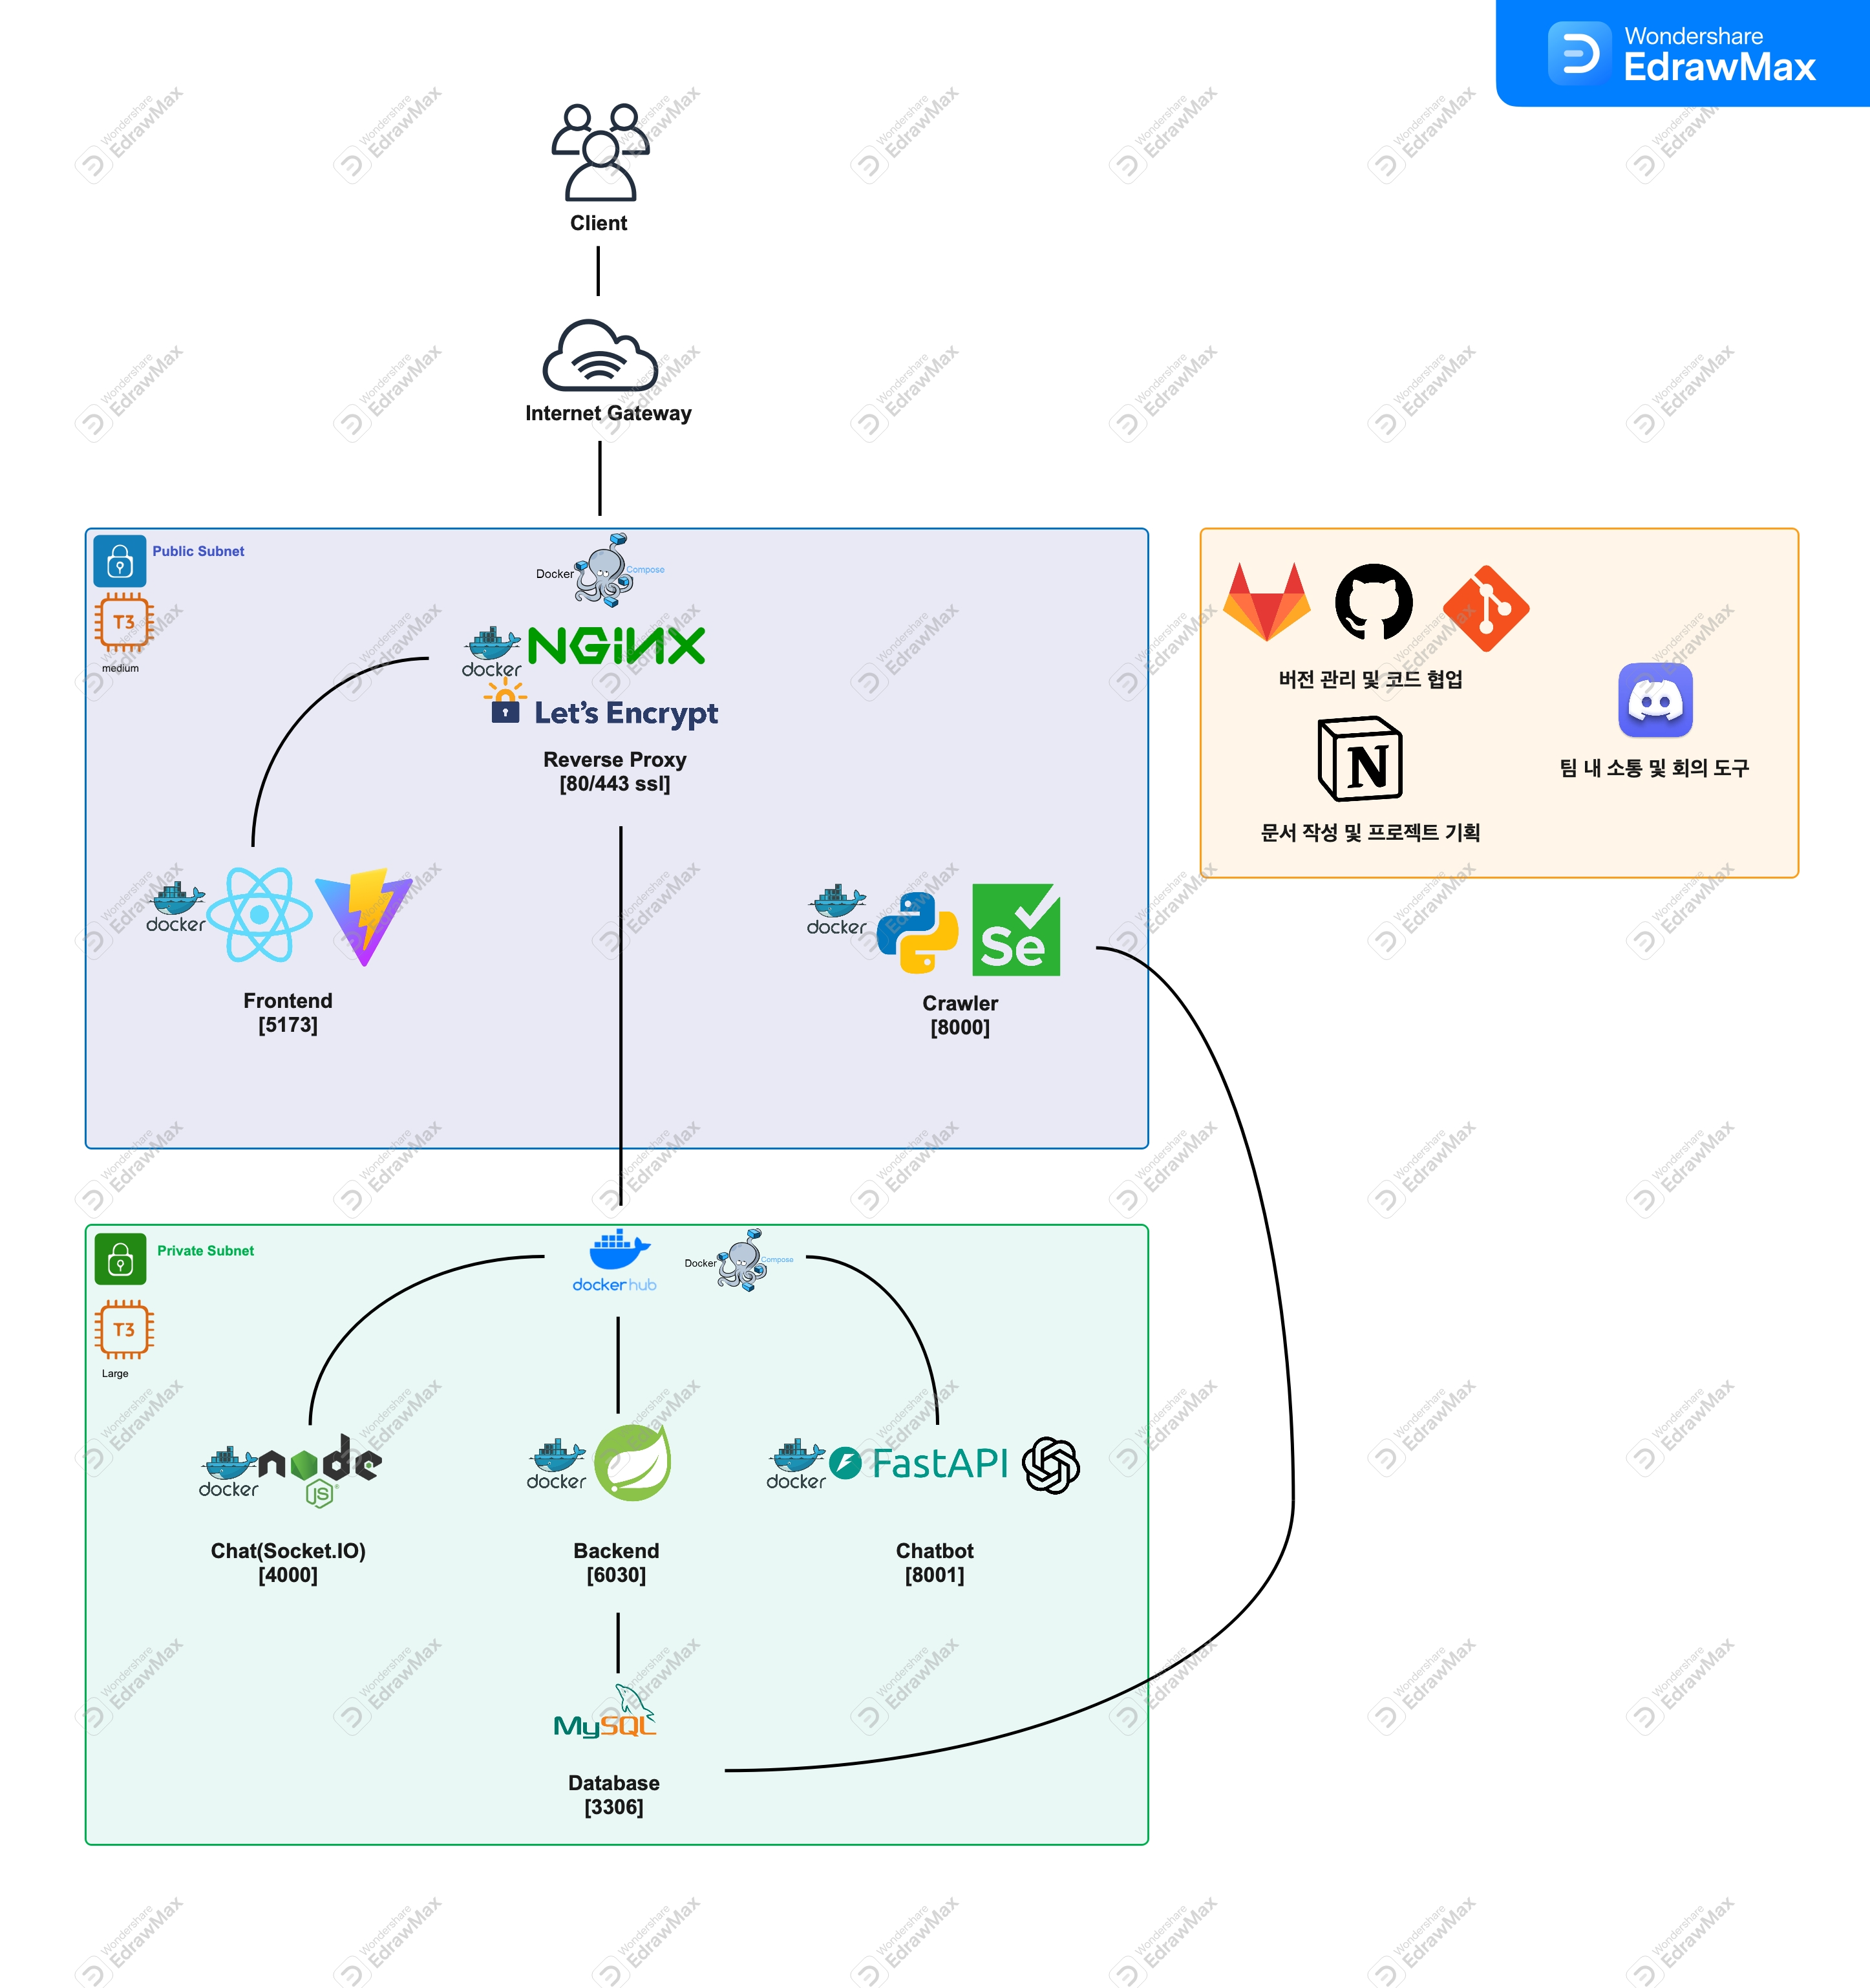 Wondershare
EdrawMax
Client
Internet Gateway
Public Subnet
T3
medium
Docker Compose
docker
NGINX
Let's Encrypt
Reverse Proxy
[80/443 ssl]
docker
Frontend
[5173]
docker
Se
Crawler
[8000]
버전 관리 및 코드 협업
N
문서 작성 및 프로젝트 기획
팀 내 소통 및 회의 도구
Private Subnet
T3
Large
dockerhub
Docker Compose
docker
node
JS
Chat(Socket.IO)
[4000]
docker
Backend
[6030]
docker
FastAPI
Chatbot
[8001]
MySQL
Database
[3306]